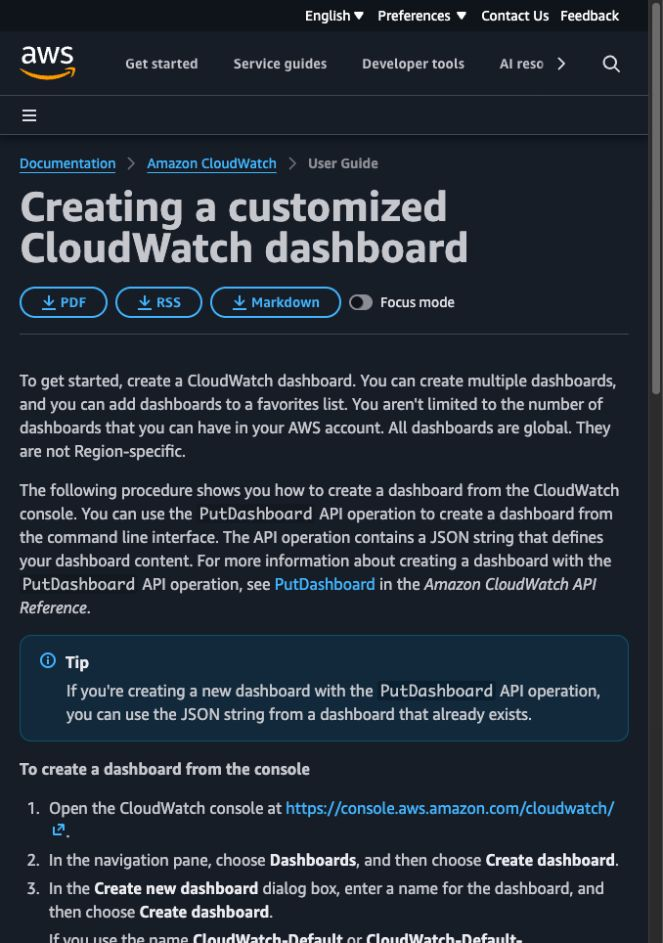 English ▼ Preferences ▼ Contact Us Feedback
aws Get started Service guides Developer tools AI reso
Documentation > Amazon CloudWatch > User Guide
Creating a customized
CloudWatch dashboard
PDF RSS Markdown Focus mode
To get started, create a CloudWatch dashboard. You can create multiple dashboards,
and you can add dashboards to a favorites list. You aren't limited to the number of
dashboards that you can have in your AWS account. All dashboards are global. They
are not Region-specific.
The following procedure shows you how to create a dashboard from the CloudWatch
console. You can use the PutDashboard API operation to create a dashboard from
the command line interface. The API operation contains a JSON string that defines
your dashboard content. For more information about creating a dashboard with the
PutDashboard API operation, see PutDashboard in the Amazon CloudWatch API
Reference.
Tip
If you're creating a new dashboard with the PutDashboard API operation,
you can use the JSON string from a dashboard that already exists.
To create a dashboard from the console
1. Open the CloudWatch console at https://console.aws.amazon.com/cloudwatch/
.
2. In the navigation pane, choose Dashboards, and then choose Create dashboard.
3. In the Create new dashboard dialog box, enter a name for the dashboard, and
then choose Create dashboard.
If you use the name CloudWatch-Default or CloudWatch-Default-